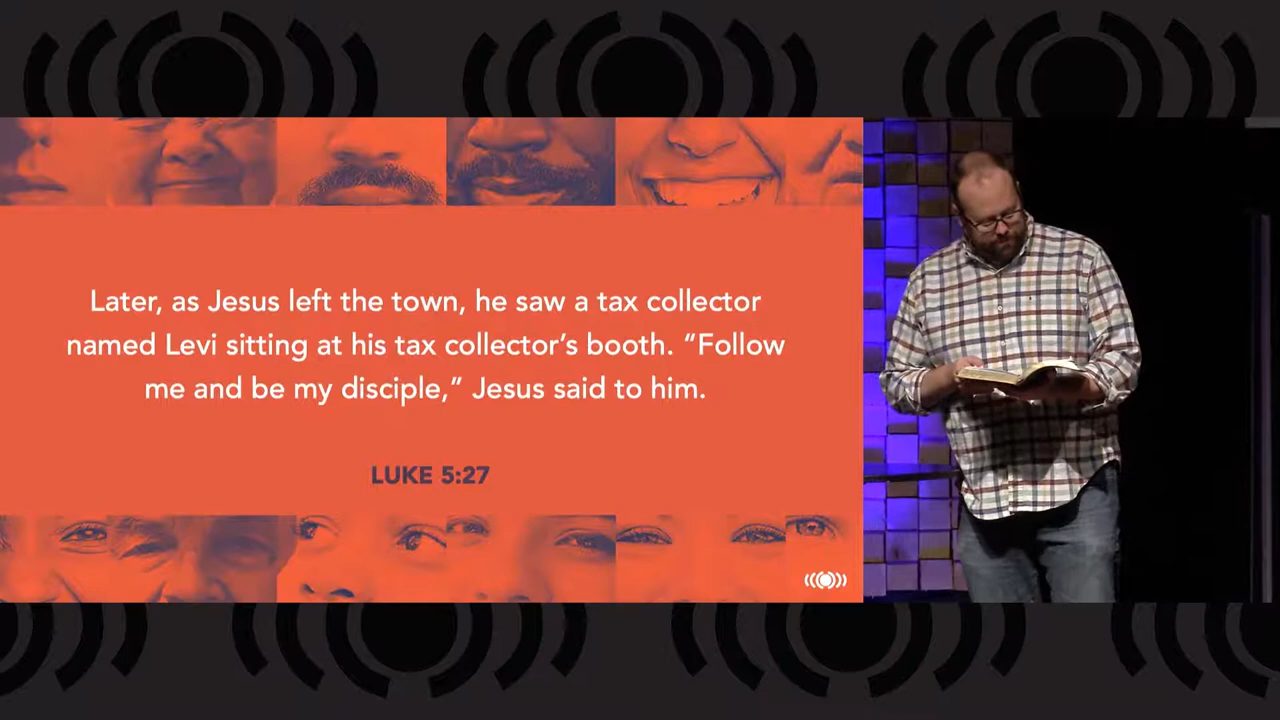 Later, as Jesus left the town, he saw a tax collector
named Levi sitting at his tax collector’s booth. “Follow
me and be my disciple,” Jesus said to him.
LUKE 5:27